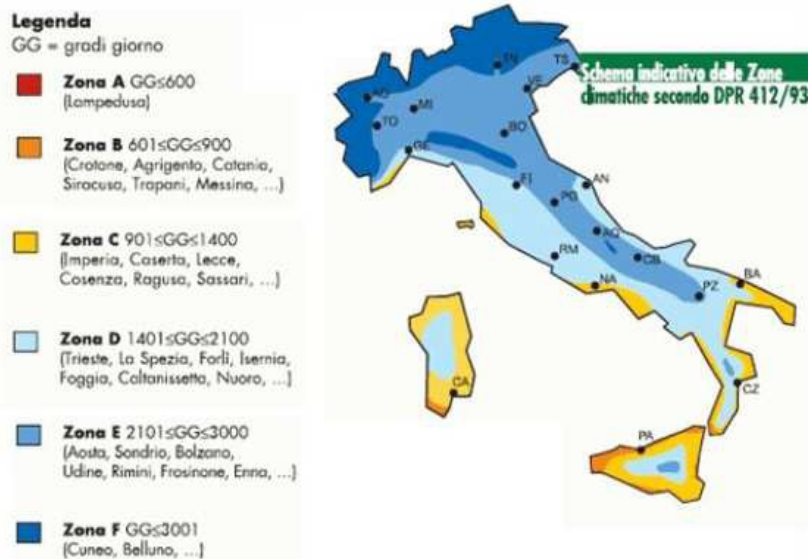 Legenda
GG = gradi giorno
Zona A GG≤600
(Lampedusa)
Zona B 601≤GG≤900
(Crotone, Agrigento, Catania,
Siracusa, Trapani, Messina, ...)
Zona C 901≤GG≤1400
(Imperia, Caserta, Lecce,
Cosenza, Ragusa, Sassari, ...)
Zona D 1401≤GG≤2100
(Trieste, La Spezia, Forlì, Isernia,
Foggia, Caltanissetta, Nuoro, ...)
Zona E 2101≤GG≤3000
(Aosta, Sondrio, Bolzano,
Udine, Rimini, Frosinone, Enna, ...)
Zona F GG≤3001
(Cuneo, Belluno, ...)
Schema indicativo delle Zone
climatiche secondo DPR 412/93
TN
TS
VE
AO
MI
TO
BO
GE
FI
AN
PG
AQ
RM
CB
NA
BA
PZ
CA
CZ
PA